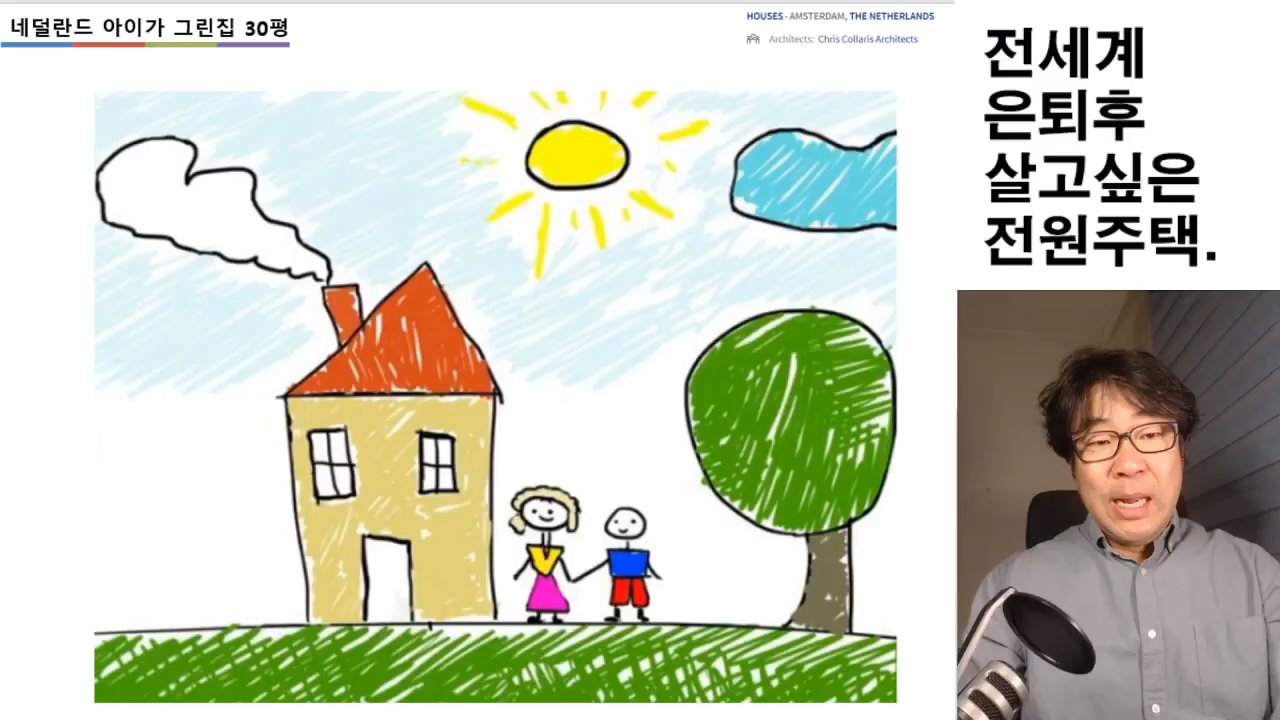 네덜란드 아이가 그린집 30평
HOUSES - AMSTERDAM, THE NETHERLANDS
Architects: Chris Collaris Architects
전세계
은퇴후
살고싶은
전원주택.